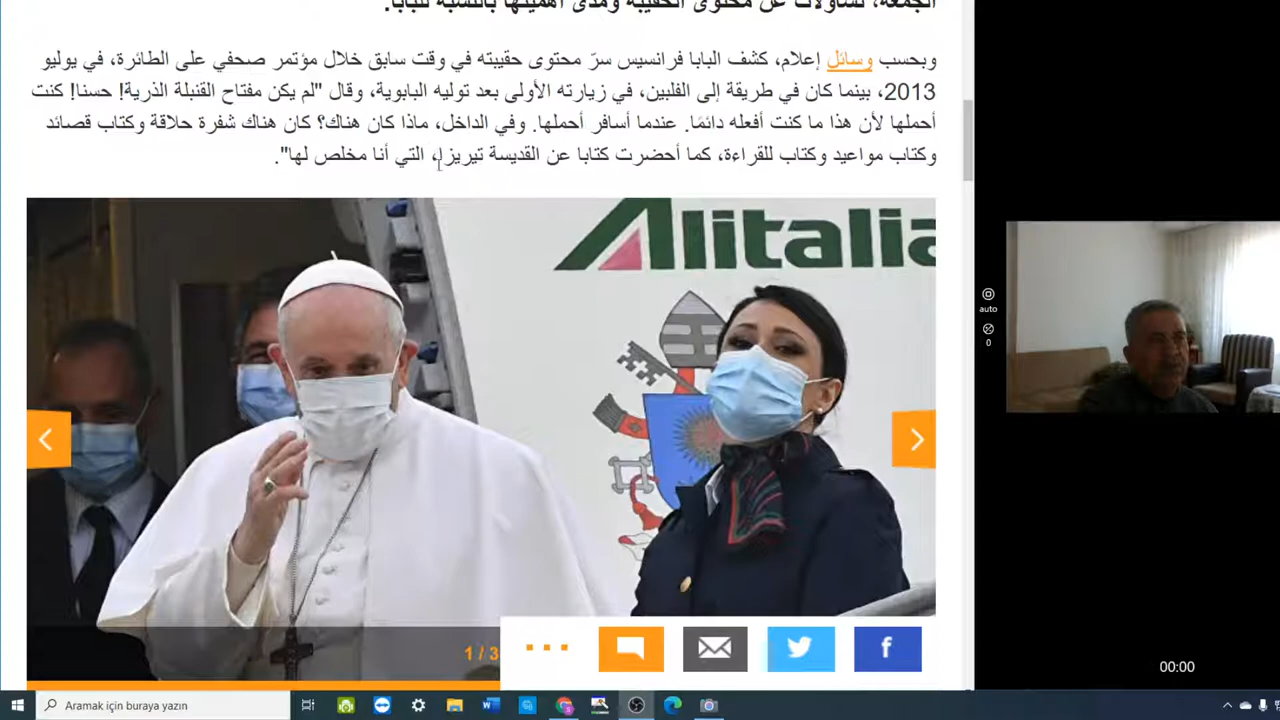 الجمعة، تساؤلات عن محتوى الحقيبة ومدى أهميتها بالنسبة للبابا.
وبحسب وسائل إعلام، كشف البابا فرانسيس سرّ محتوى حقيبته في وقت سابق خلال مؤتمر صحفي على الطائرة، في يوليو
2013، بينما كان في طريقة إلى الفلبين، في زيارته الأولى بعد توليه البابوية، وقال "لم يكن مفتاح القنبلة الذرية! حسنا! كنت
أحملها لأن هذا ما كنت أفعله دائمًا. عندما أسافر أحملها. وفي الداخل، ماذا كان هناك؟ كان هناك شفرة حلاقة وكتاب قصائد
وكتاب مواعيد وكتاب للقراءة، كما أحضرت كتابا عن القديسة تيريزا، التي أنا مخلص لها".
Alitalia
auto
0
1 / 3
00:00
Aramak için buraya yazın